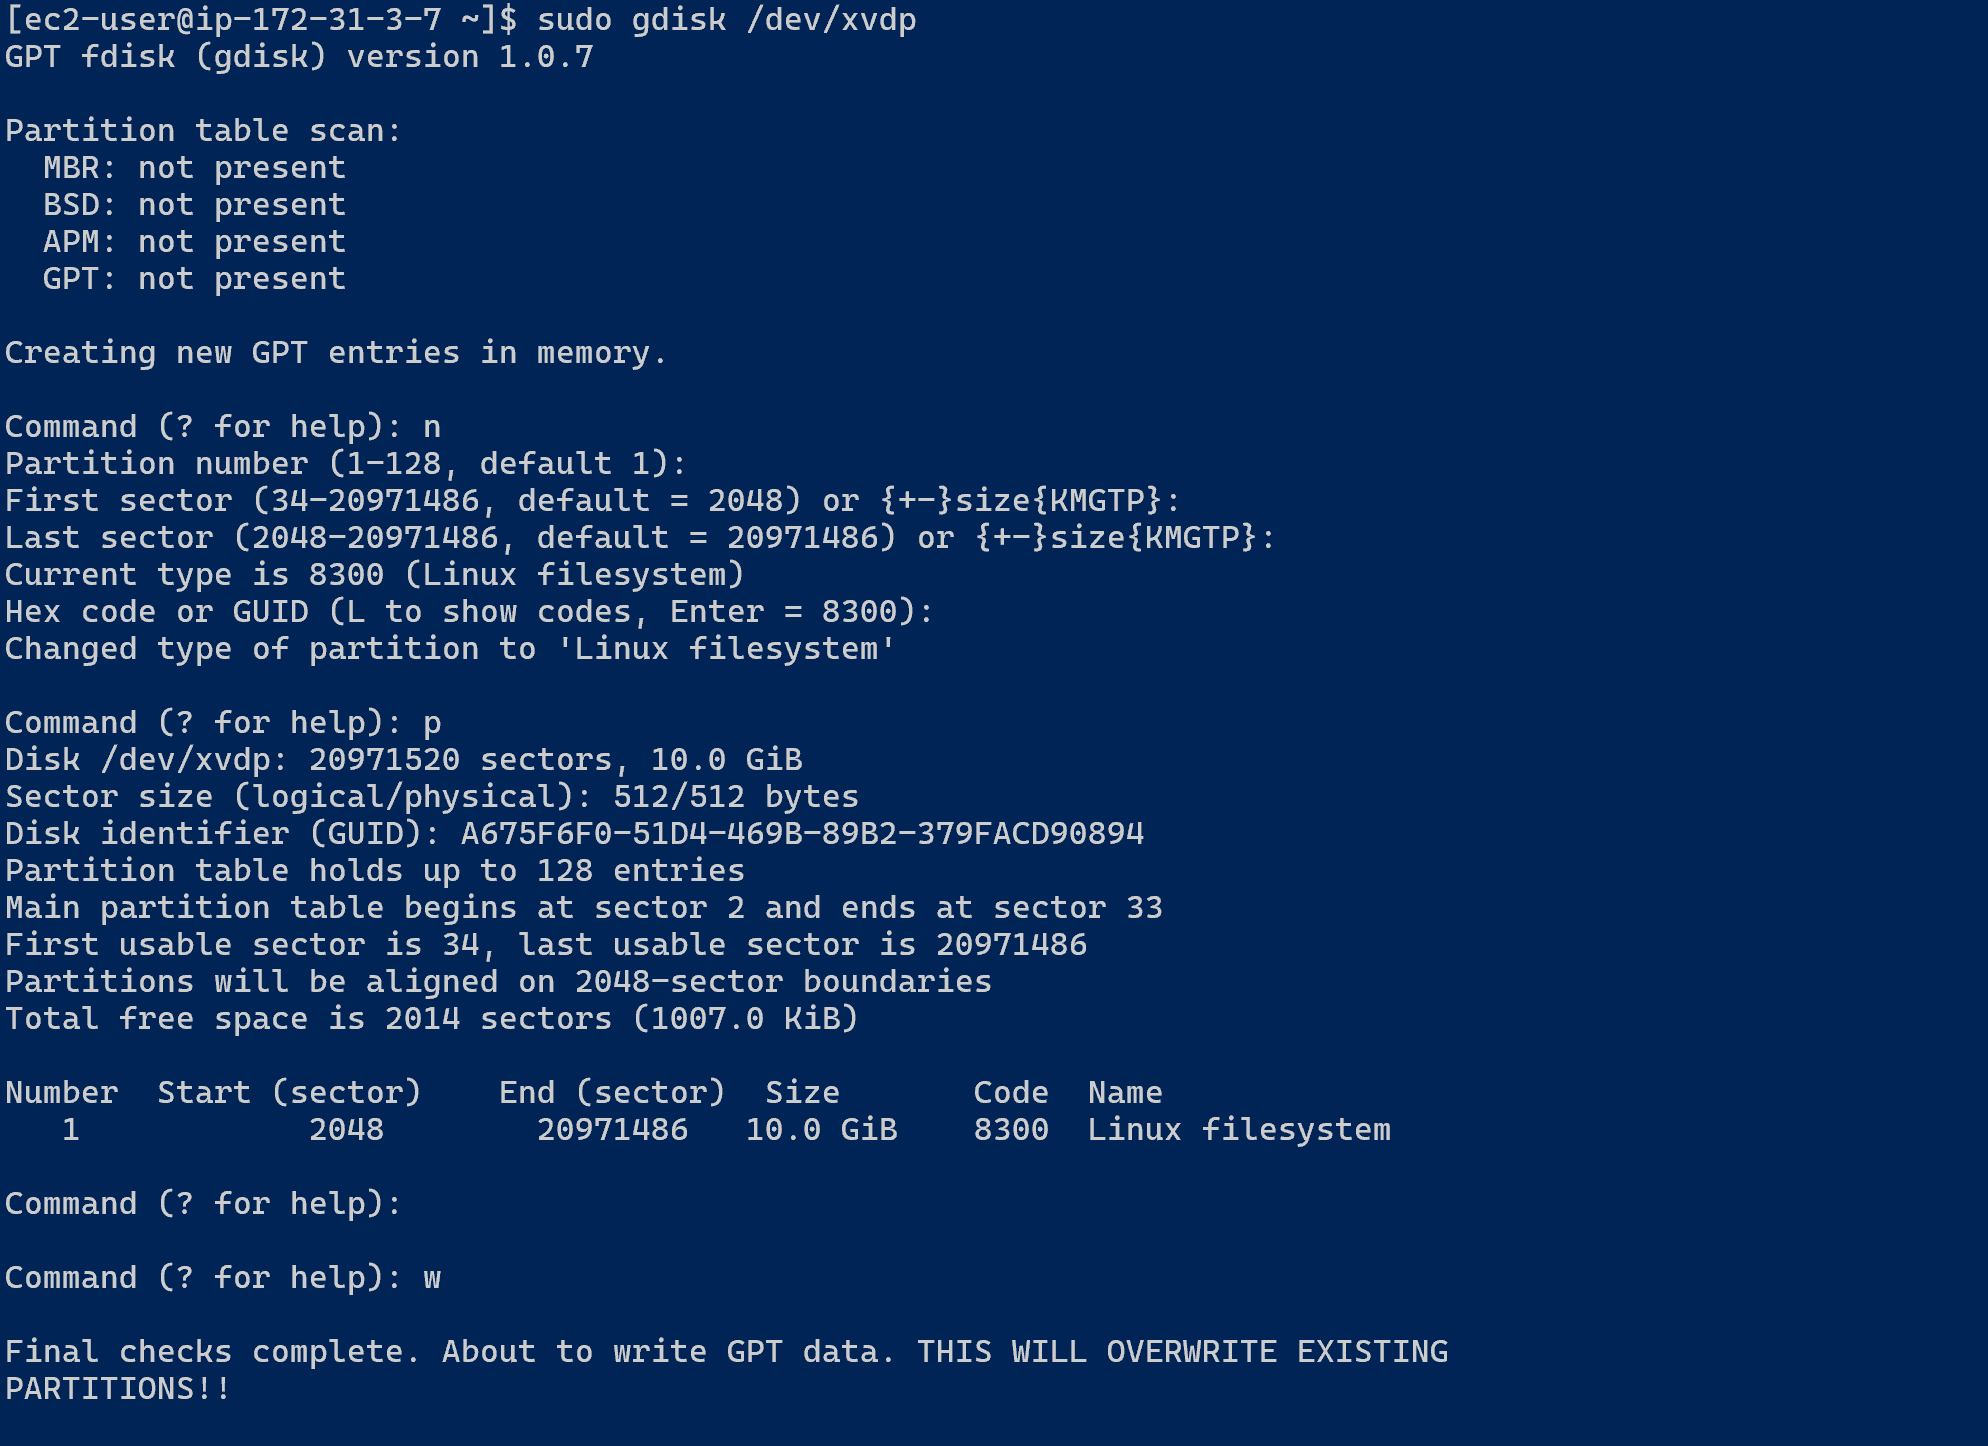 [ec2-user@ip-172-31-3-7 ~]$ sudo gdisk /dev/xvdp
GPT fdisk (gdisk) version 1.0.7
Partition table scan:
  MBR: not present
  BSD: not present
  APM: not present
  GPT: not present
Creating new GPT entries in memory.
Command (? for help): n
Partition number (1-128, default 1):
First sector (34-20971486, default = 2048) or {+-}size{KMGTP}:
Last sector (2048-20971486, default = 20971486) or {+-}size{KMGTP}:
Current type is 8300 (Linux filesystem)
Hex code or GUID (L to show codes, Enter = 8300):
Changed type of partition to 'Linux filesystem'
Command (? for help): p
Disk /dev/xvdp: 20971520 sectors, 10.0 GiB
Sector size (logical/physical): 512/512 bytes
Disk identifier (GUID): A675F6F0-51D4-469B-89B2-379FACD90894
Partition table holds up to 128 entries
Main partition table begins at sector 2 and ends at sector 33
First usable sector is 34, last usable sector is 20971486
Partitions will be aligned on 2048-sector boundaries
Total free space is 2014 sectors (1007.0 KiB)
Number  Start (sector)    End (sector)  Size       Code  Name
   1            2048        20971486   10.0 GiB    8300  Linux filesystem
Command (? for help):
Command (? for help): w
Final checks complete. About to write GPT data. THIS WILL OVERWRITE EXISTING
PARTITIONS!!